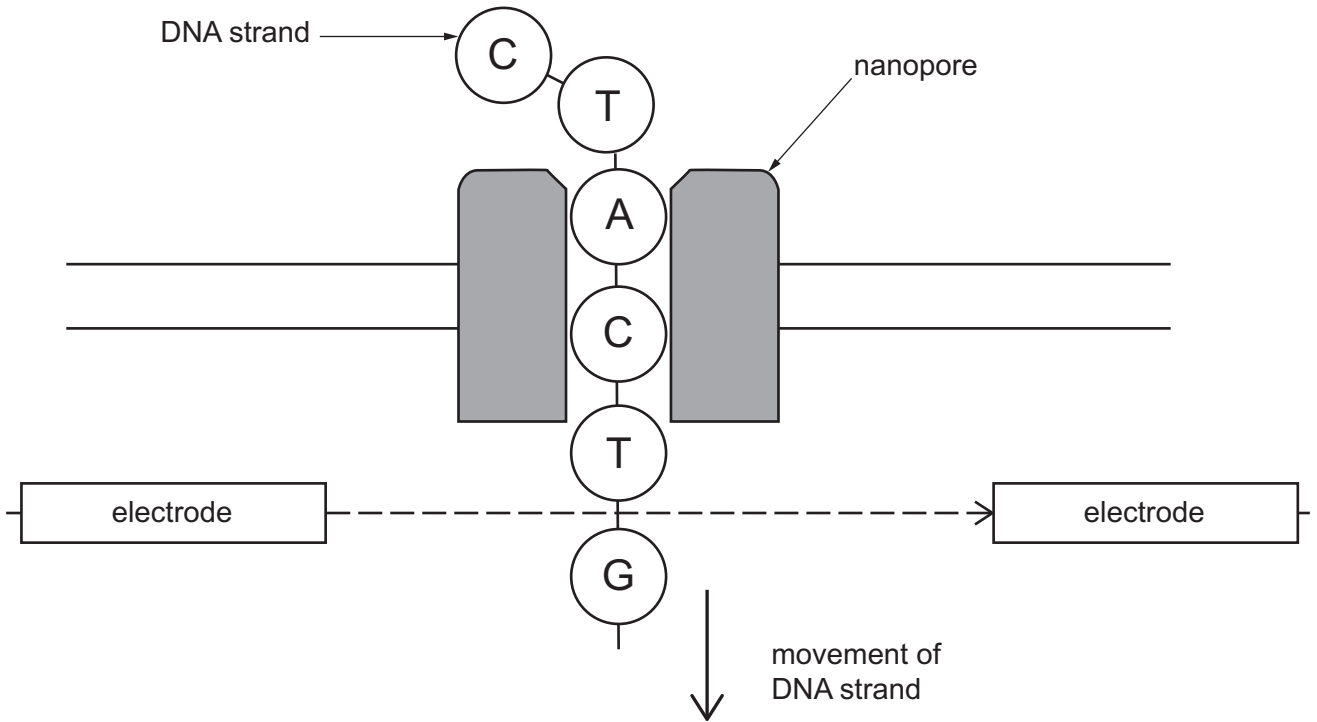 DNA strand
C
T
nanopore
A
C
T
electrode
electrode
G
movement of
DNA strand